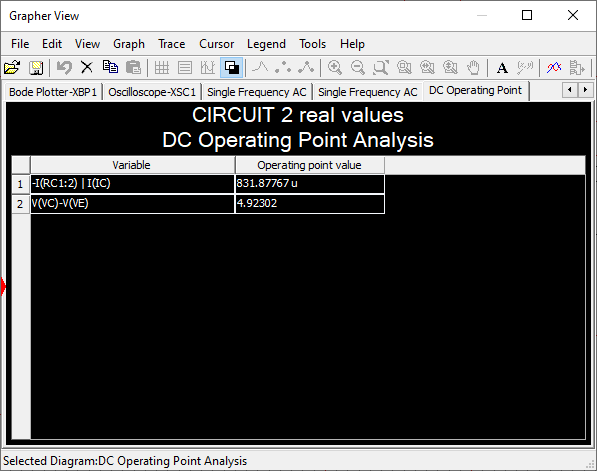 Grapher View
File Edit View Graph Trace Cursor Legend Tools Help
A
Bode Plotter-XBP1 Oscilloscope-XSC1 Single Frequency AC Single Frequency AC DC Operating Point
CIRCUIT 2 real values
DC Operating Point Analysis
Variable Operating point value
1 -I(RC1:2) | I(IC) 831.87767 u
2 V(VC)-V(VE) 4.92302
Selected Diagram:DC Operating Point Analysis